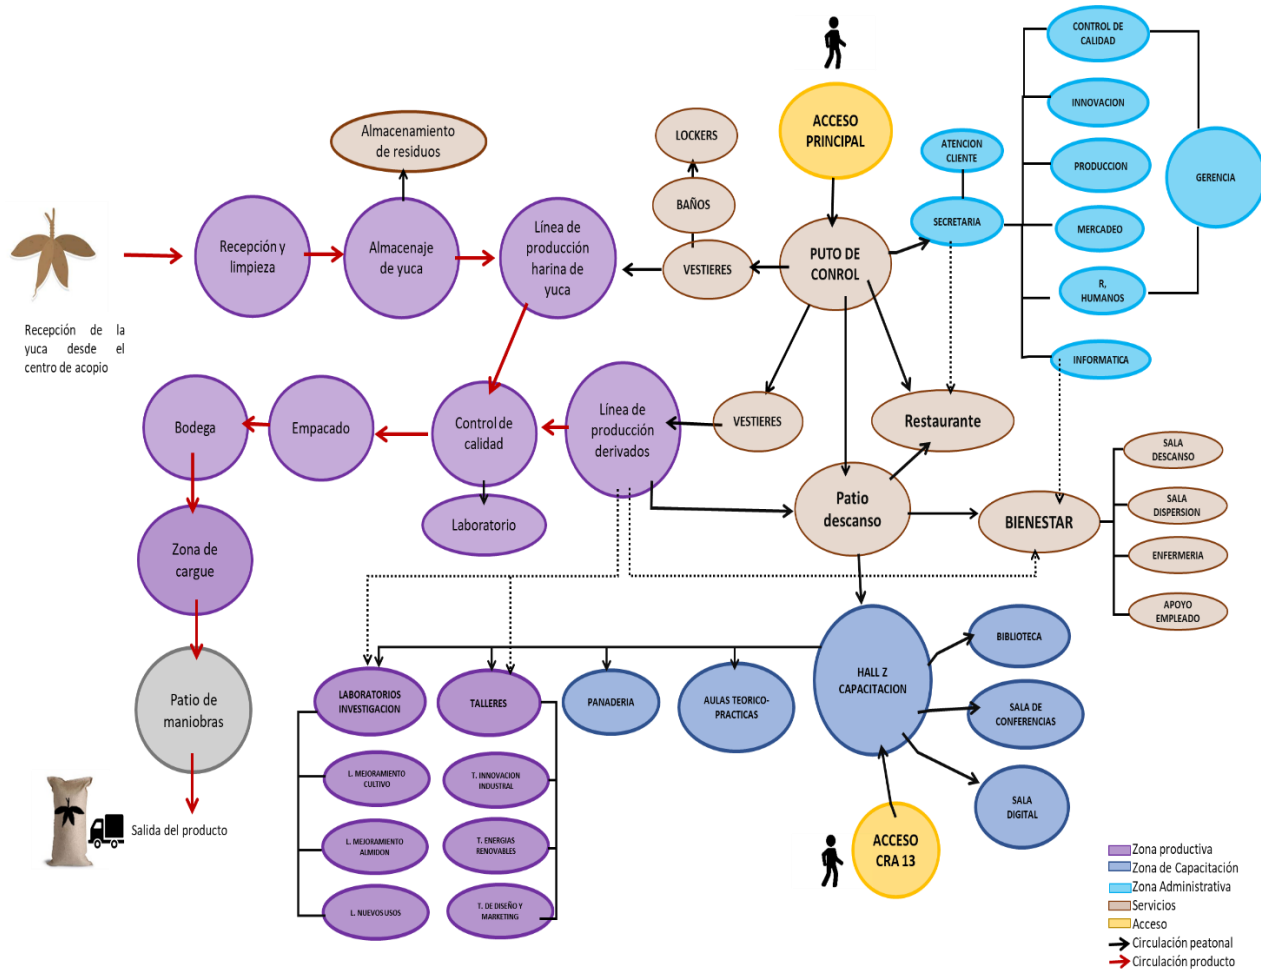 CONTROL DE
CALIDAD
INNOVACION
PRODUCCION
MERCADEO
R,
HUMANOS
INFORMATICA
GERENCIA
ATENCION
CLIENTE
SECRETARIA
ACCESO
PRINCIPAL
LOCKERS
BAÑOS
VESTIERES
PUTO DE
CONROL
Almacenamiento
de residuos
Recepción y
limpieza
Almacenaje
de yuca
Línea de
producción
harina de
yuca
Recepción de la
yuca desde el
centro de acopio
Bodega
Empacado
Control de
calidad
Línea de
producción
derivados
VESTIERES
Restaurante
Laboratorio
Patio
descanso
BIENESTAR
SALA
DESCANSO
SALA
DISPERSION
ENFERMERIA
APOYO
EMPLEADO
Zona de
cargue
Patio de
maniobras
Salida del producto
LABORATORIOS
INVESTIGACION
TALLERES
PANADERIA
AULAS TEORICO-
PRACTICAS
HALL Z
CAPACITACION
BIBLIOTECA
SALA DE
CONFERENCIAS
SALA
DIGITAL
L. MEJORAMIENTO
CULTIVO
L. MEJORAMIENTO
ALMIDON
L. NUEVOS USOS
T. INNOVACION
INDUSTRAL
T. ENERGIAS
RENOVABLES
T. DE DISEÑO Y
MARKETING
ACCESO
CRA 13
Zona productiva
Zona de Capacitación
Zona Administrativa
Servicios
Acceso
Circulación peatonal
Circulación producto